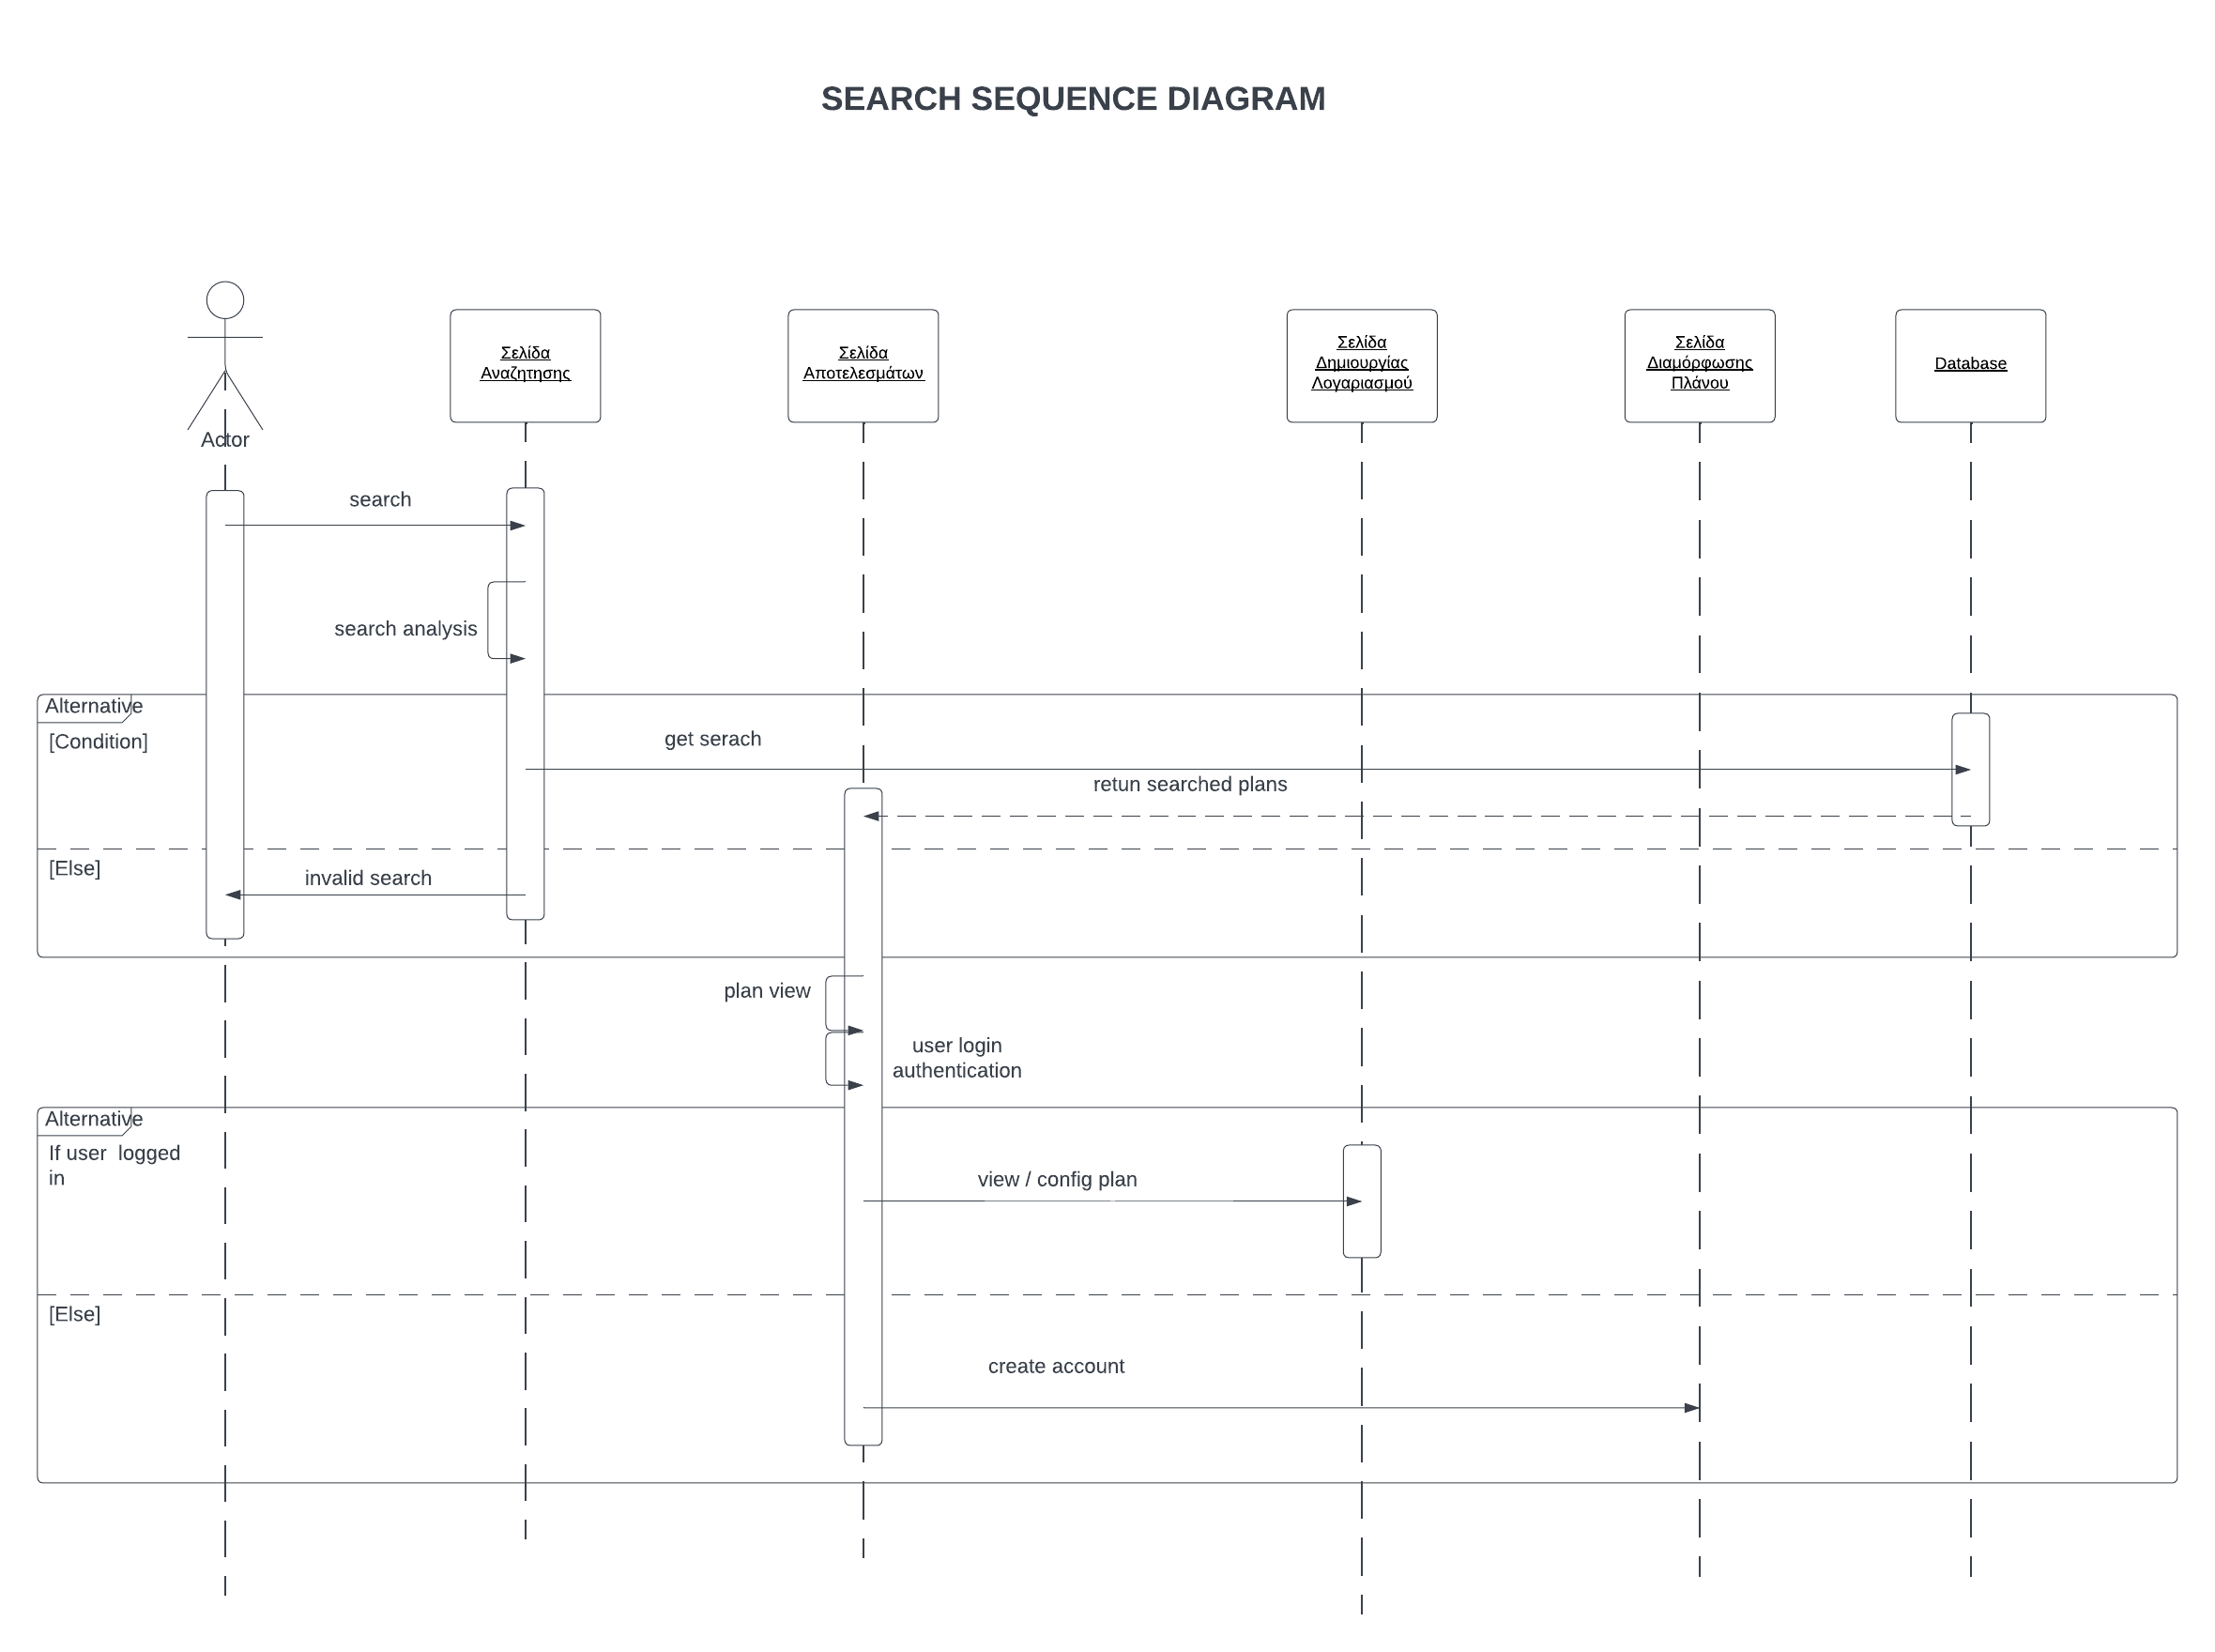 SEARCH SEQUENCE DIAGRAM
Actor
Σελίδα
Αναζητησης
Σελίδα
Αποτελεσμάτων
Σελίδα
Δημιουργίας
Λογαριασμού
Σελίδα
Διαμόρφωσης
Πλάνου
Database
search
search analysis
Alternative
[Condition]
get serach
retun searched plans
[Else]
invalid search
plan view
user login
authentication
Alternative
If user  logged
in
view / config plan
[Else]
create account